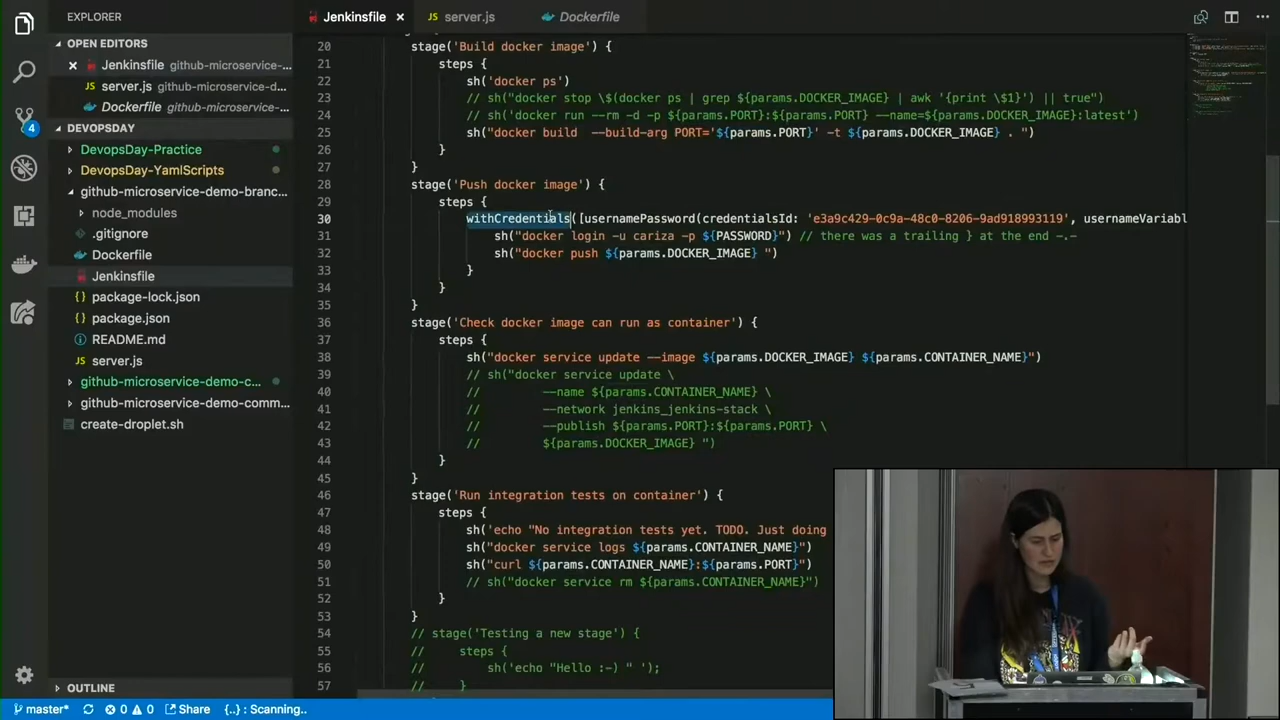 EXPLORER
OPEN EDITORS
Jenkinsfile github-microservice-...
server.js github-microservice-d...
Dockerfile github-microservice-...
DEVOPSDAY
DevopsDay-Practice
DevopsDay-YamlScripts
github-microservice-demo-branc...
node_modules
.gitignore
Dockerfile
Jenkinsfile
package-lock.json
package.json
README.md
server.js
github-microservice-demo-c...
github-microservice-demo-comm...
create-droplet.sh
OUTLINE
4
Jenkinsfile server.js Dockerfile
20 stage('Build docker image') {
21 steps {
22 sh('docker ps')
23 // sh("docker stop \$(docker ps | grep ${params.DOCKER_IMAGE} | awk '{print \$1}') || true")
24 // sh('docker run --rm -d -p ${params.PORT}:${params.PORT} --name=${params.DOCKER_IMAGE}:latest')
25 sh("docker build --build-arg PORT='${params.PORT}' -t ${params.DOCKER_IMAGE} . ")
26 }
27 }
28 stage('Push docker image') {
29 steps {
30 withCredentials([usernamePassword(credentialsId: 'e3a9c429-0c9a-48c0-8206-9ad918993119', usernameVariabl
31 sh("docker login -u cariza -p ${PASSWORD}") // there was a trailing } at the end -.-
32 sh("docker push ${params.DOCKER_IMAGE} ")
33 }
34 }
35 }
36 stage('Check docker image can run as container') {
37 steps {
38 sh("docker service update --image ${params.DOCKER_IMAGE} ${params.CONTAINER_NAME}")
39 // sh("docker service update \
40 // --name ${params.CONTAINER_NAME} \
41 // --network jenkins_jenkins-stack \
42 // --publish ${params.PORT}:${params.PORT} \
43 // ${params.DOCKER_IMAGE} ")
44 }
45 }
46 stage('Run integration tests on container') {
47 steps {
48 sh('echo "No integration tests yet. TODO. Just doing
49 sh("docker service logs ${params.CONTAINER_NAME}")
50 sh("curl ${params.CONTAINER_NAME}:${params.PORT}")
51 // sh("docker service rm ${params.CONTAINER_NAME}")
52 }
53 }
54 // stage('Testing a new stage') {
55 // steps {
56 // sh('echo "Hello :-) " ');
57 // }
master* 0 0 Share {..}: Scanning..